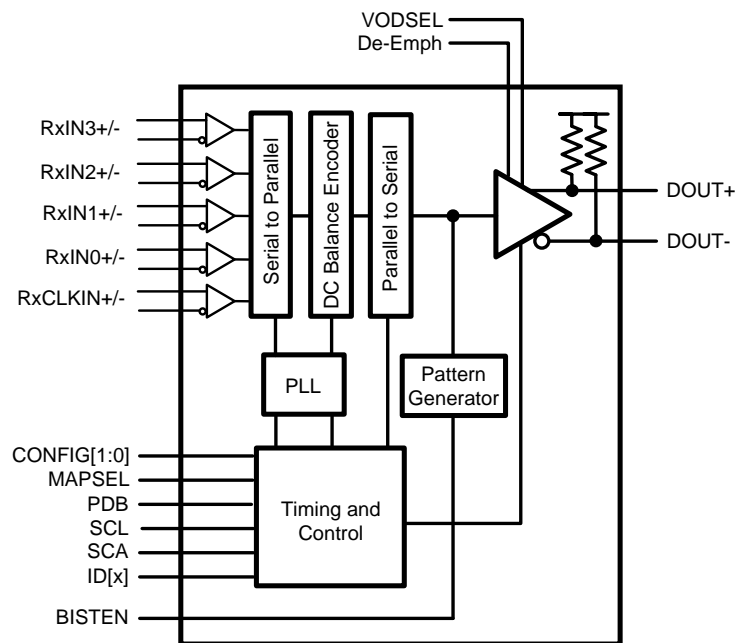 VODSEL
De-Emph
RxIN3+/-
RxIN2+/-
RxIN1+/-
RxIN0+/-
RxCLKIN+/-
Serial to Parallel
DC Balance Encoder
Parallel to Serial
DOUT+
DOUT-
PLL
Pattern
Generator
CONFIG[1:0]
MAPSEL
PDB
SCL
SCA
ID[x]
BISTEN
Timing and
Control